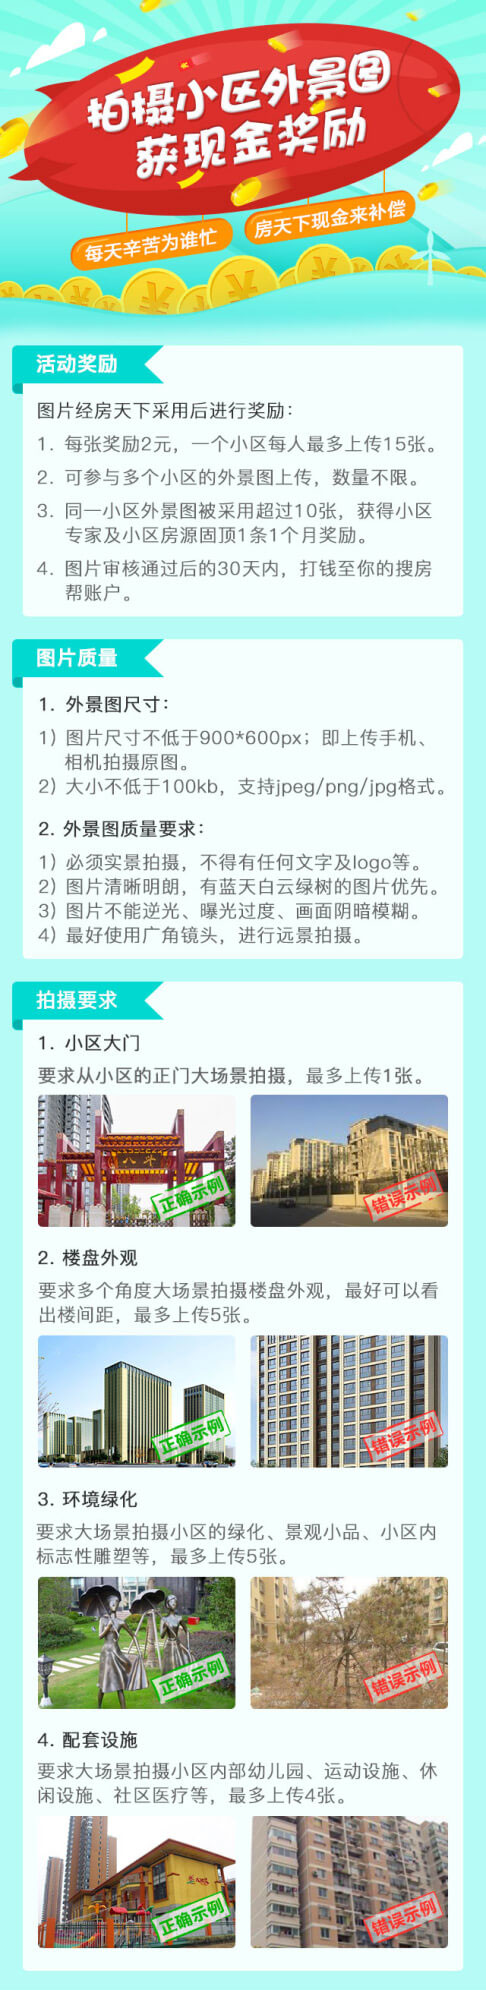 拍摄小区外景图
获现金奖励
每天辛苦为谁忙
房天下现金来补偿
活动奖励
图片经房天下采用后进行奖励：
1. 每张奖励2元，一个小区每人最多上传15张。
2. 可参与多个小区的外景图上传，数量不限。
3. 同一小区外景图被采用超过10张，获得小区
专家及小区房源固顶1条1个月奖励。
4. 图片审核通过后的30天内，打钱至你的搜房
帮账户。
图片质量
1. 外景图尺寸：
1）图片尺寸不低于900*600px；即上传手机、
相机拍摄原图。
2）大小不低于100kb，支持jpeg/png/jpg格式。
2. 外景图质量要求：
1）必须实景拍摄，不得有任何文字及logo等。
2）图片清晰明朗，有蓝天白云绿树的图片优先。
3）图片不能逆光、曝光过度、画面阴暗模糊。
4）最好使用广角镜头，进行远景拍摄。
拍摄要求
1. 小区大门
要求从小区的正门大场景拍摄，最多上传1张。
八斗
正确示例
错误示例
2. 楼盘外观
要求多个角度大场景拍摄楼盘外观，最好可以看
出楼间距，最多上传5张。
正确示例
错误示例
3. 环境绿化
要求大场景拍摄小区的绿化、景观小品、小区内
标志性雕塑等，最多上传5张。
正确示例
错误示例
4. 配套设施
要求大场景拍摄小区内部幼儿园、运动设施、休
闲设施、社区医疗等，最多上传4张。
正确示例
错误示例